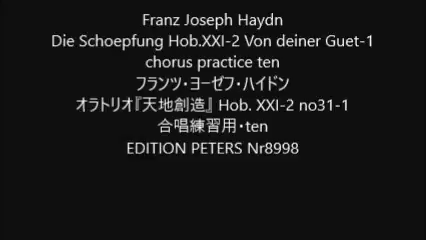 Franz Joseph Haydn
Die Schoepfung Hob.XXI-2 Von deiner Guet-1
chorus practice ten
フランツ・ヨーゼフ・ハイドン
オラトリオ『天地創造』 Hob. XXI-2 no31-1
合唱練習用・ten
EDITION PETERS Nr8998